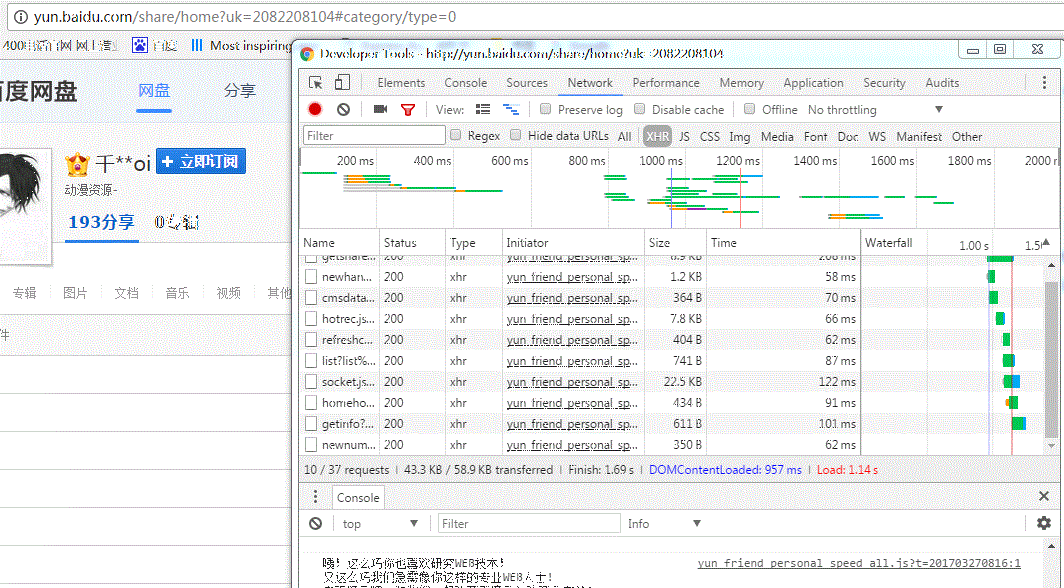 yun.baidu.com/share/home?uk=2082208104#category/type=0
百度 Most inspiring
Developer Tools - http://yun.baidu.com/share/home?uk=2082208104
百度网盘 网盘 分享
Elements Console Sources Network Performance Memory Application Security Audits
View: Preserve log Disable cache Offline No throttling
Filter Regex Hide data URLs All XHR JS CSS Img Media Font Doc WS Manifest Other
200 ms 400 ms 600 ms 800 ms 1000 ms 1200 ms 1400 ms 1600 ms 1800 ms 2000
千**oi + 立即订阅
动漫资源-
193分享 0专辑
专辑 图片 文档 音乐 视频 其他
件
Name Status Type Initiator Size Time Waterfall 1.00 s 1.5
getshare... 200 xhr yun_friend_personal_sp... 8.9 KB 208 ms
newhan... 200 xhr yun_friend_personal_sp... 1.2 KB 58 ms
cmsdata... 200 xhr yun_friend_personal_sp... 364 B 70 ms
hotrec.js... 200 xhr yun_friend_personal_sp... 7.8 KB 66 ms
refreshc... 200 xhr yun_friend_personal_sp... 404 B 62 ms
list?list%... 200 xhr yun_friend_personal_sp... 741 B 87 ms
socket.js... 200 xhr yun_friend_personal_sp... 22.5 KB 122 ms
homeho... 200 xhr yun_friend_personal_sp... 434 B 91 ms
getinfo?... 200 xhr yun_friend_personal_sp... 611 B 101 ms
newnum... 200 xhr yun_friend_personal_sp... 350 B 62 ms
10 / 37 requests | 43.3 KB / 58.9 KB transferred | Finish: 1.69 s | DOMContentLoaded: 957 ms | Load: 1.14 s
Console
top Filter Info
咦！这么巧你也喜欢研究WEB技术！ yun_friend_personal_speed_all.js?t=201703270816:1
又这么巧我们急需像你这样的专业WEB人士！